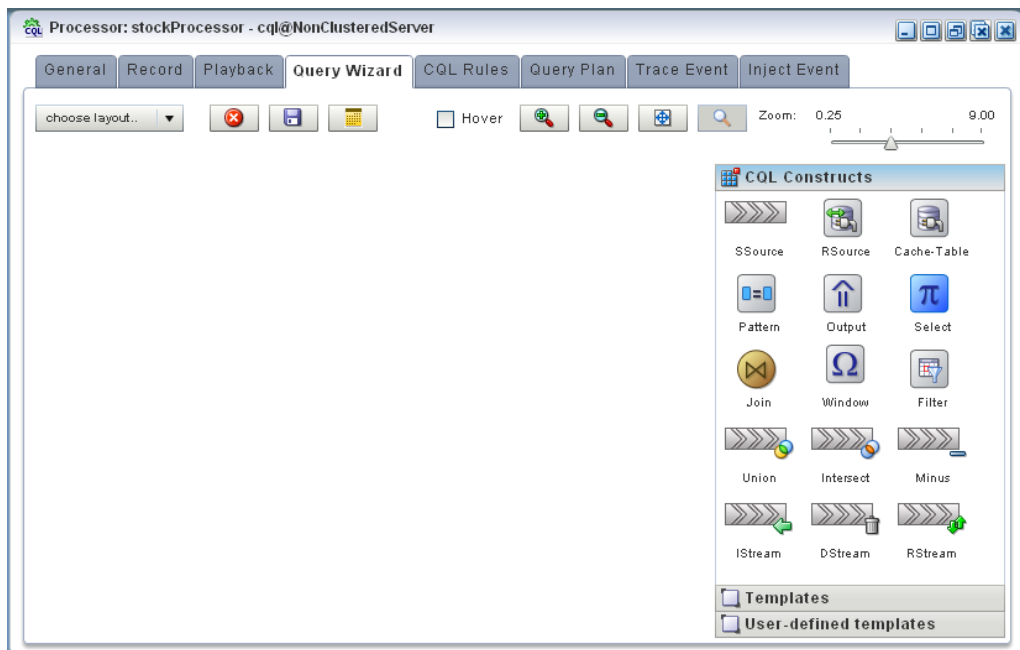 CQL Processor: stockProcessor - cql@NonClusteredServer
General Record Playback Query Wizard CQL Rules Query Plan Trace Event Inject Event
choose layout.. Hover Zoom: 0.25 9.00
CQL Constructs
SSource RSource Cache-Table
Pattern Output Select
Join Window Filter
Union Intersect Minus
IStream DStream RStream
Templates
User-defined templates